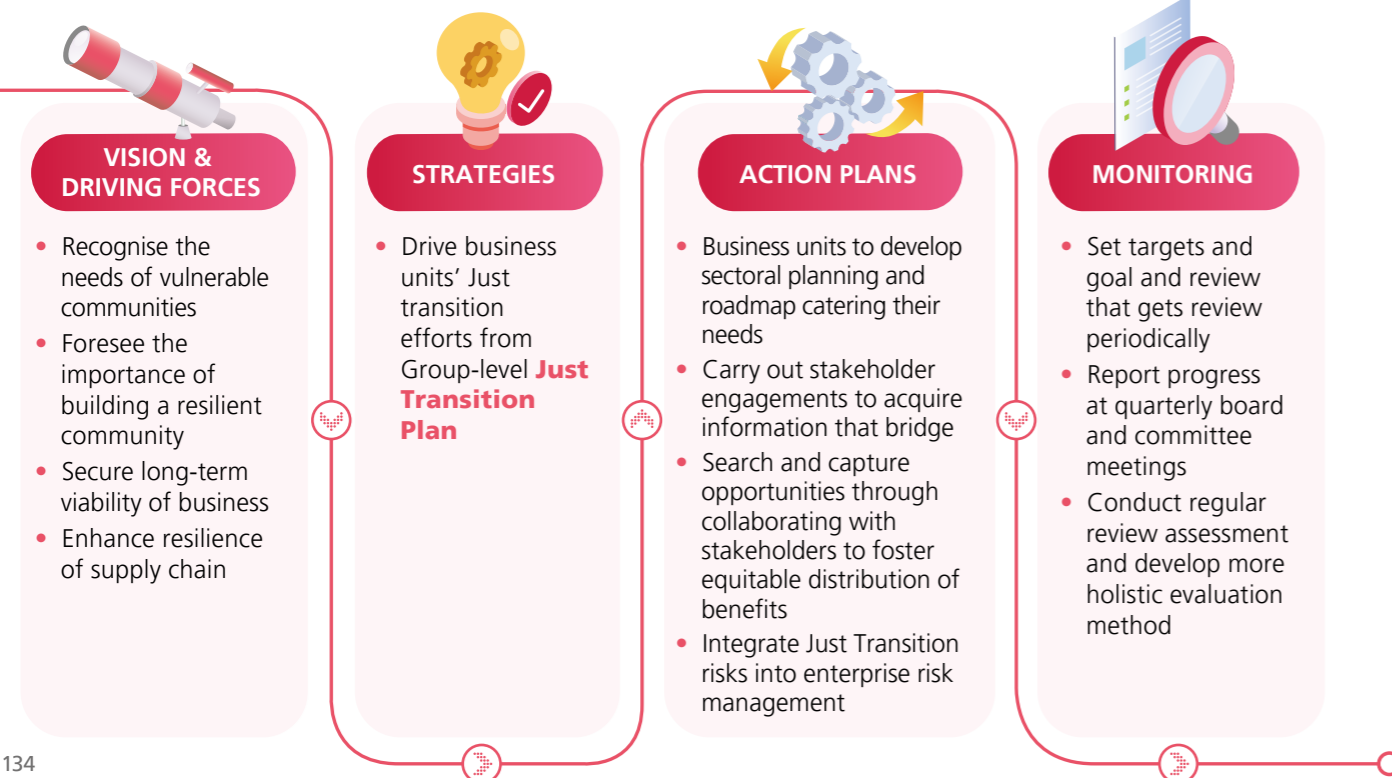 VISION &
DRIVING FORCES
• Recognise the
needs of vulnerable
communities
• Foresee the
importance of
building a resilient
community
• Secure long-term
viability of business
• Enhance resilience
of supply chain
STRATEGIES
• Drive business
units’ Just
transition
efforts from
Group-level Just
Transition
Plan
ACTION PLANS
• Business units to develop
sectoral planning and
roadmap catering their
needs
• Carry out stakeholder
engagements to acquire
information that bridge
• Search and capture
opportunities through
collaborating with
stakeholders to foster
equitable distribution of
benefits
• Integrate Just Transition
risks into enterprise risk
management
MONITORING
• Set targets and
goal and review
that gets review
periodically
• Report progress
at quarterly board
and committee
meetings
• Conduct regular
review assessment
and develop more
holistic evaluation
method
134